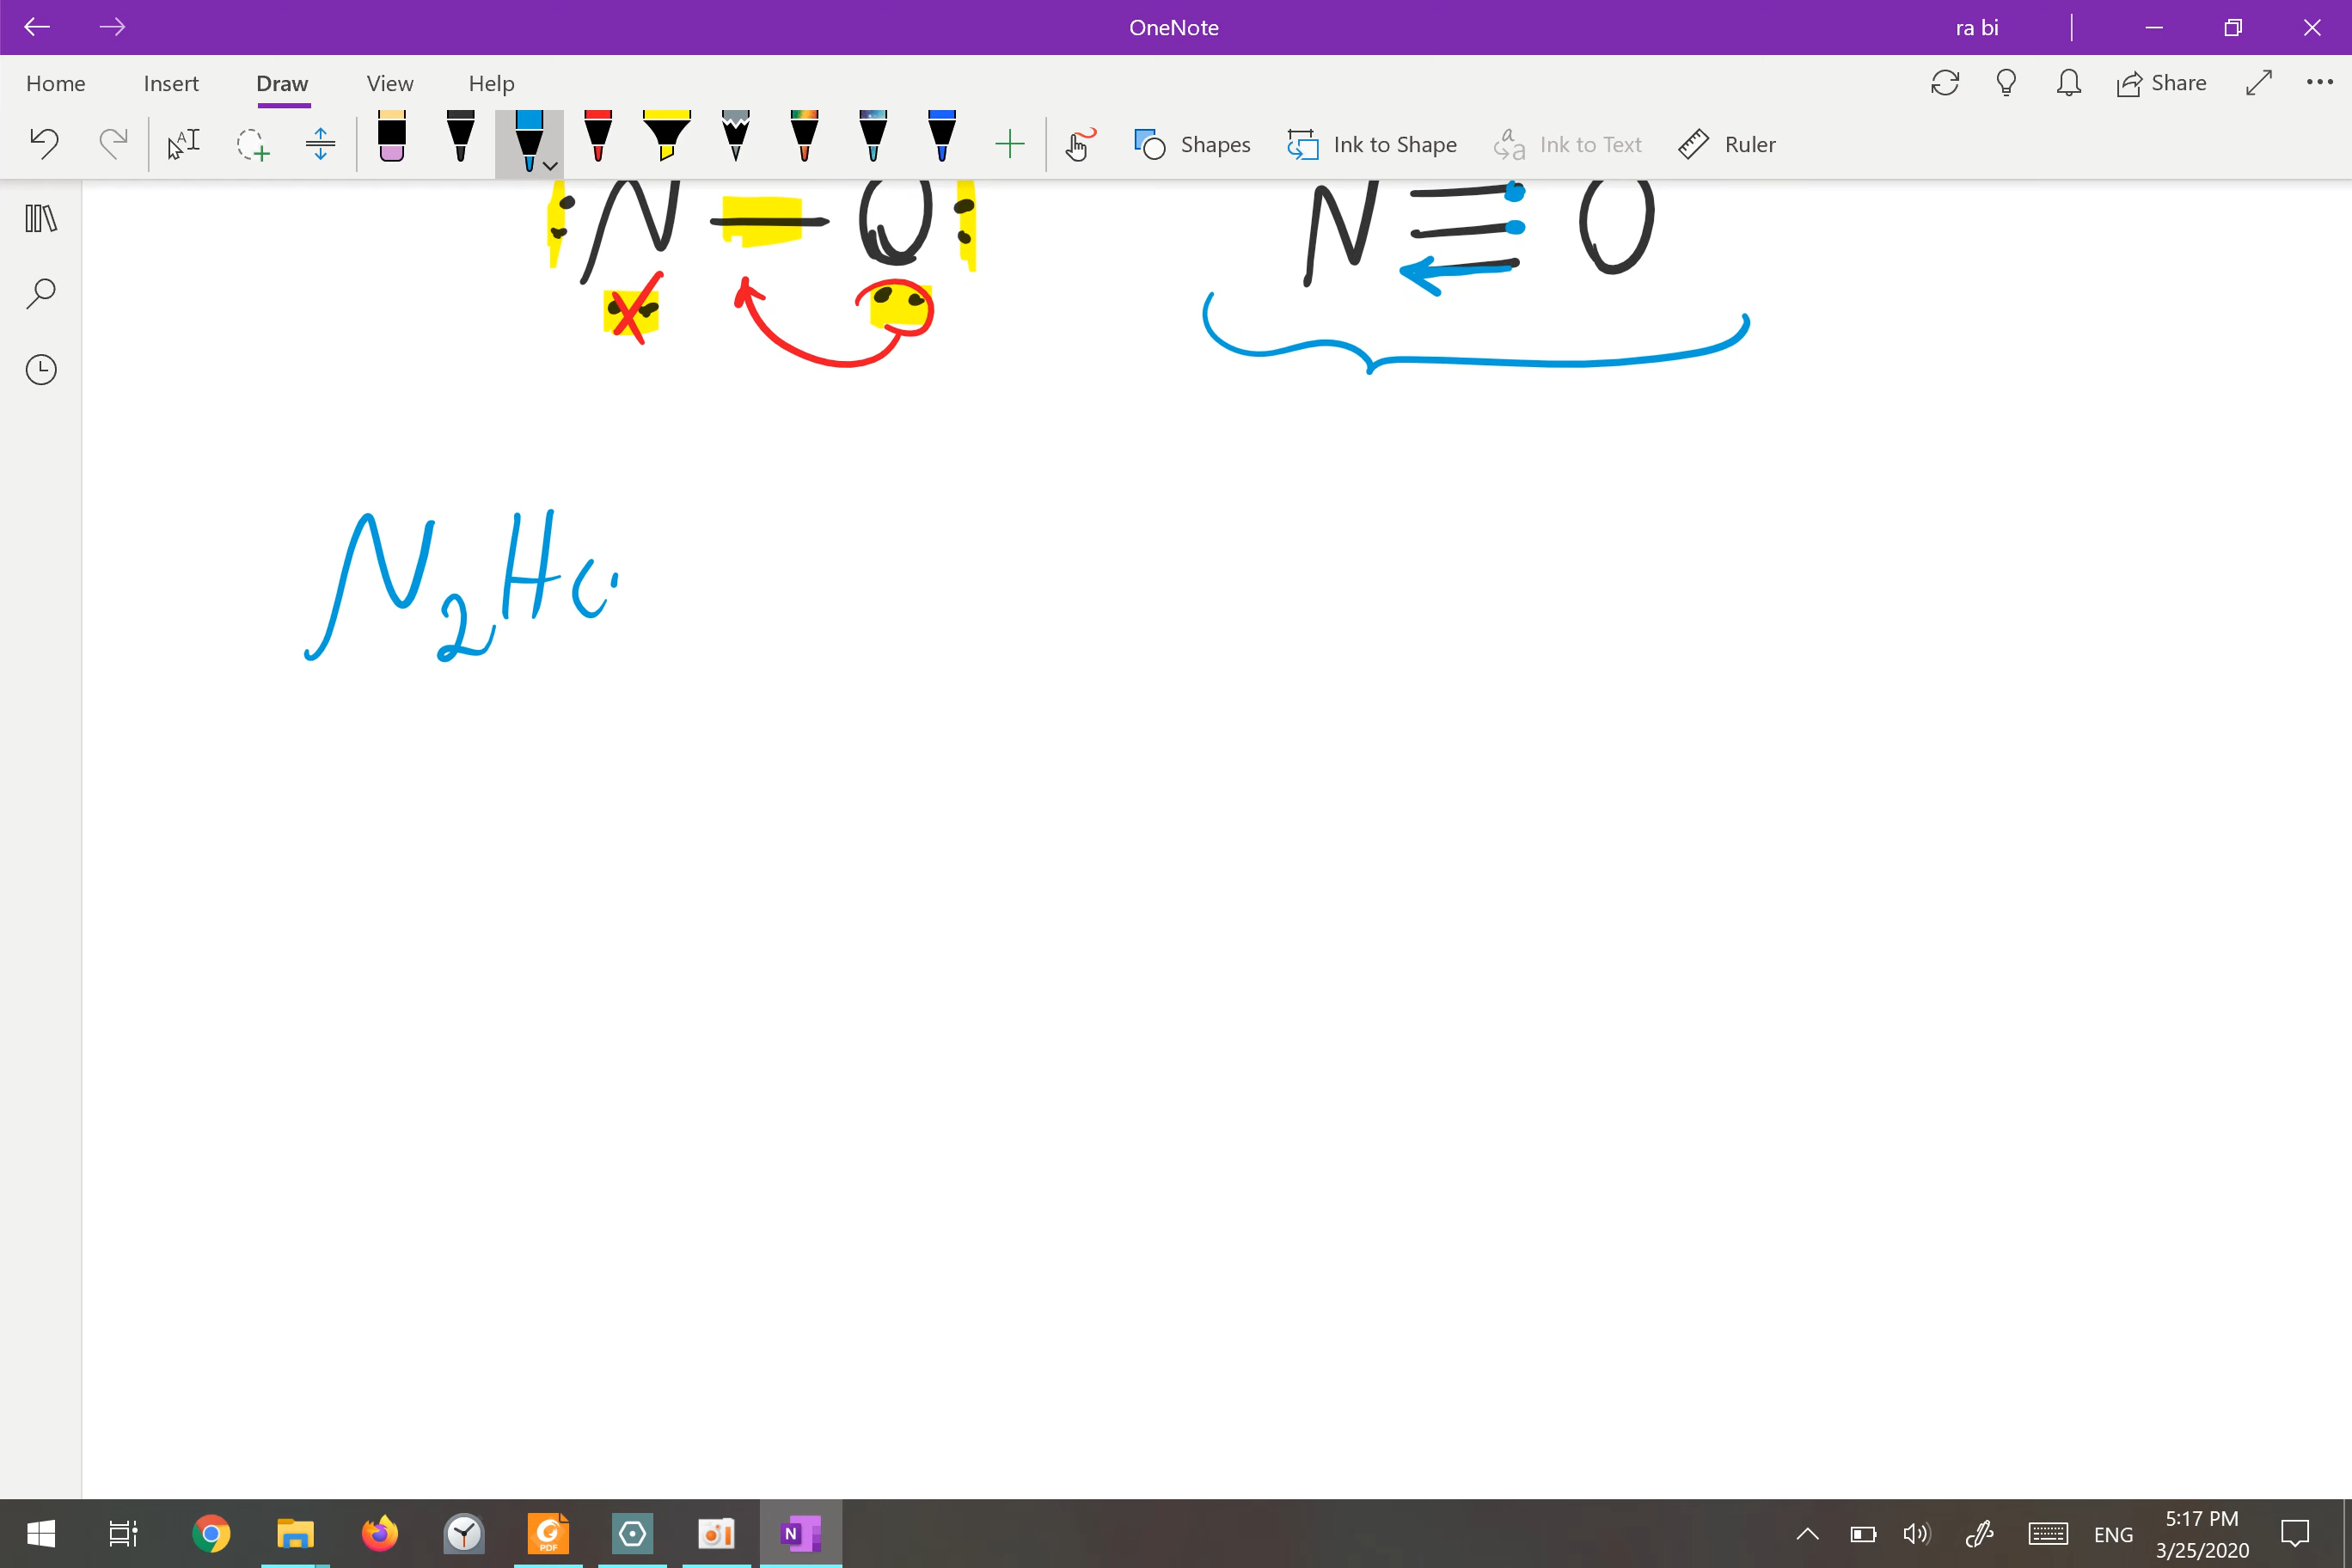 OneNote
ra bi
Home Insert Draw View Help
Share
Shapes Ink to Shape Ink to Text Ruler
:N — O: N ≡ O
N₂H
ENG
5:17 PM
3/25/2020